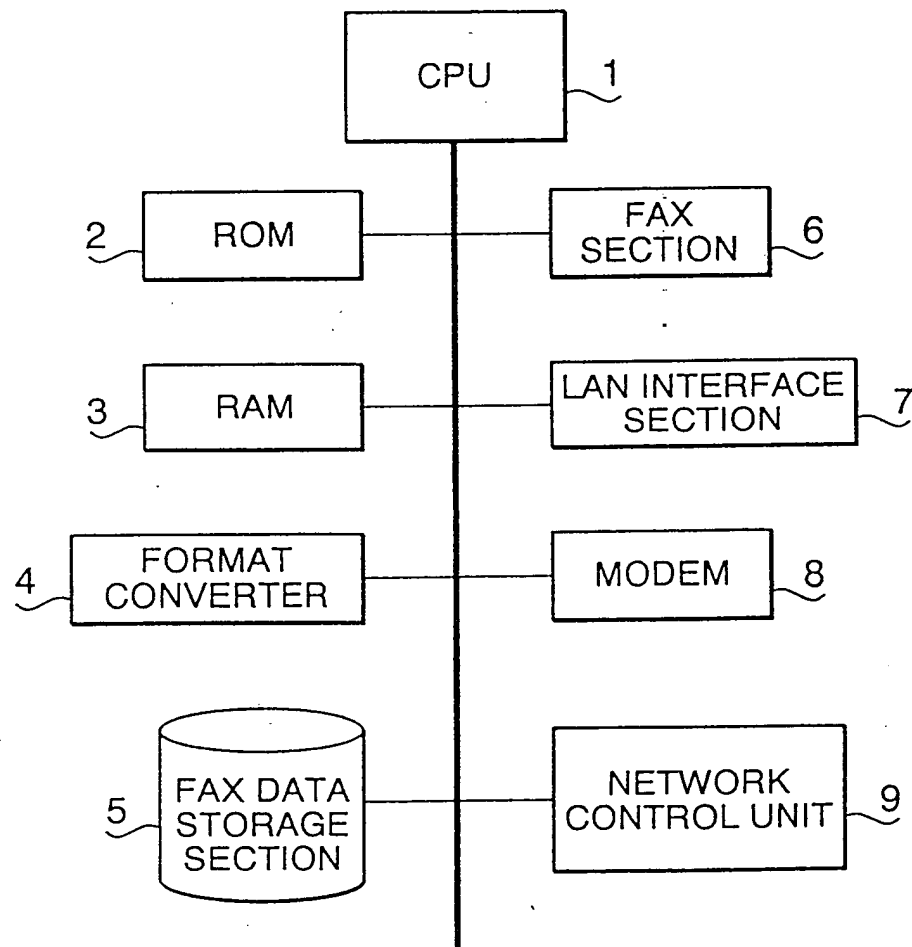 CPU
1
2
ROM
FAX
SECTION
6
3
RAM
LAN INTERFACE
SECTION
7
4
FORMAT
CONVERTER
MODEM
8
5
FAX DATA
STORAGE
SECTION
NETWORK
CONTROL UNIT
9